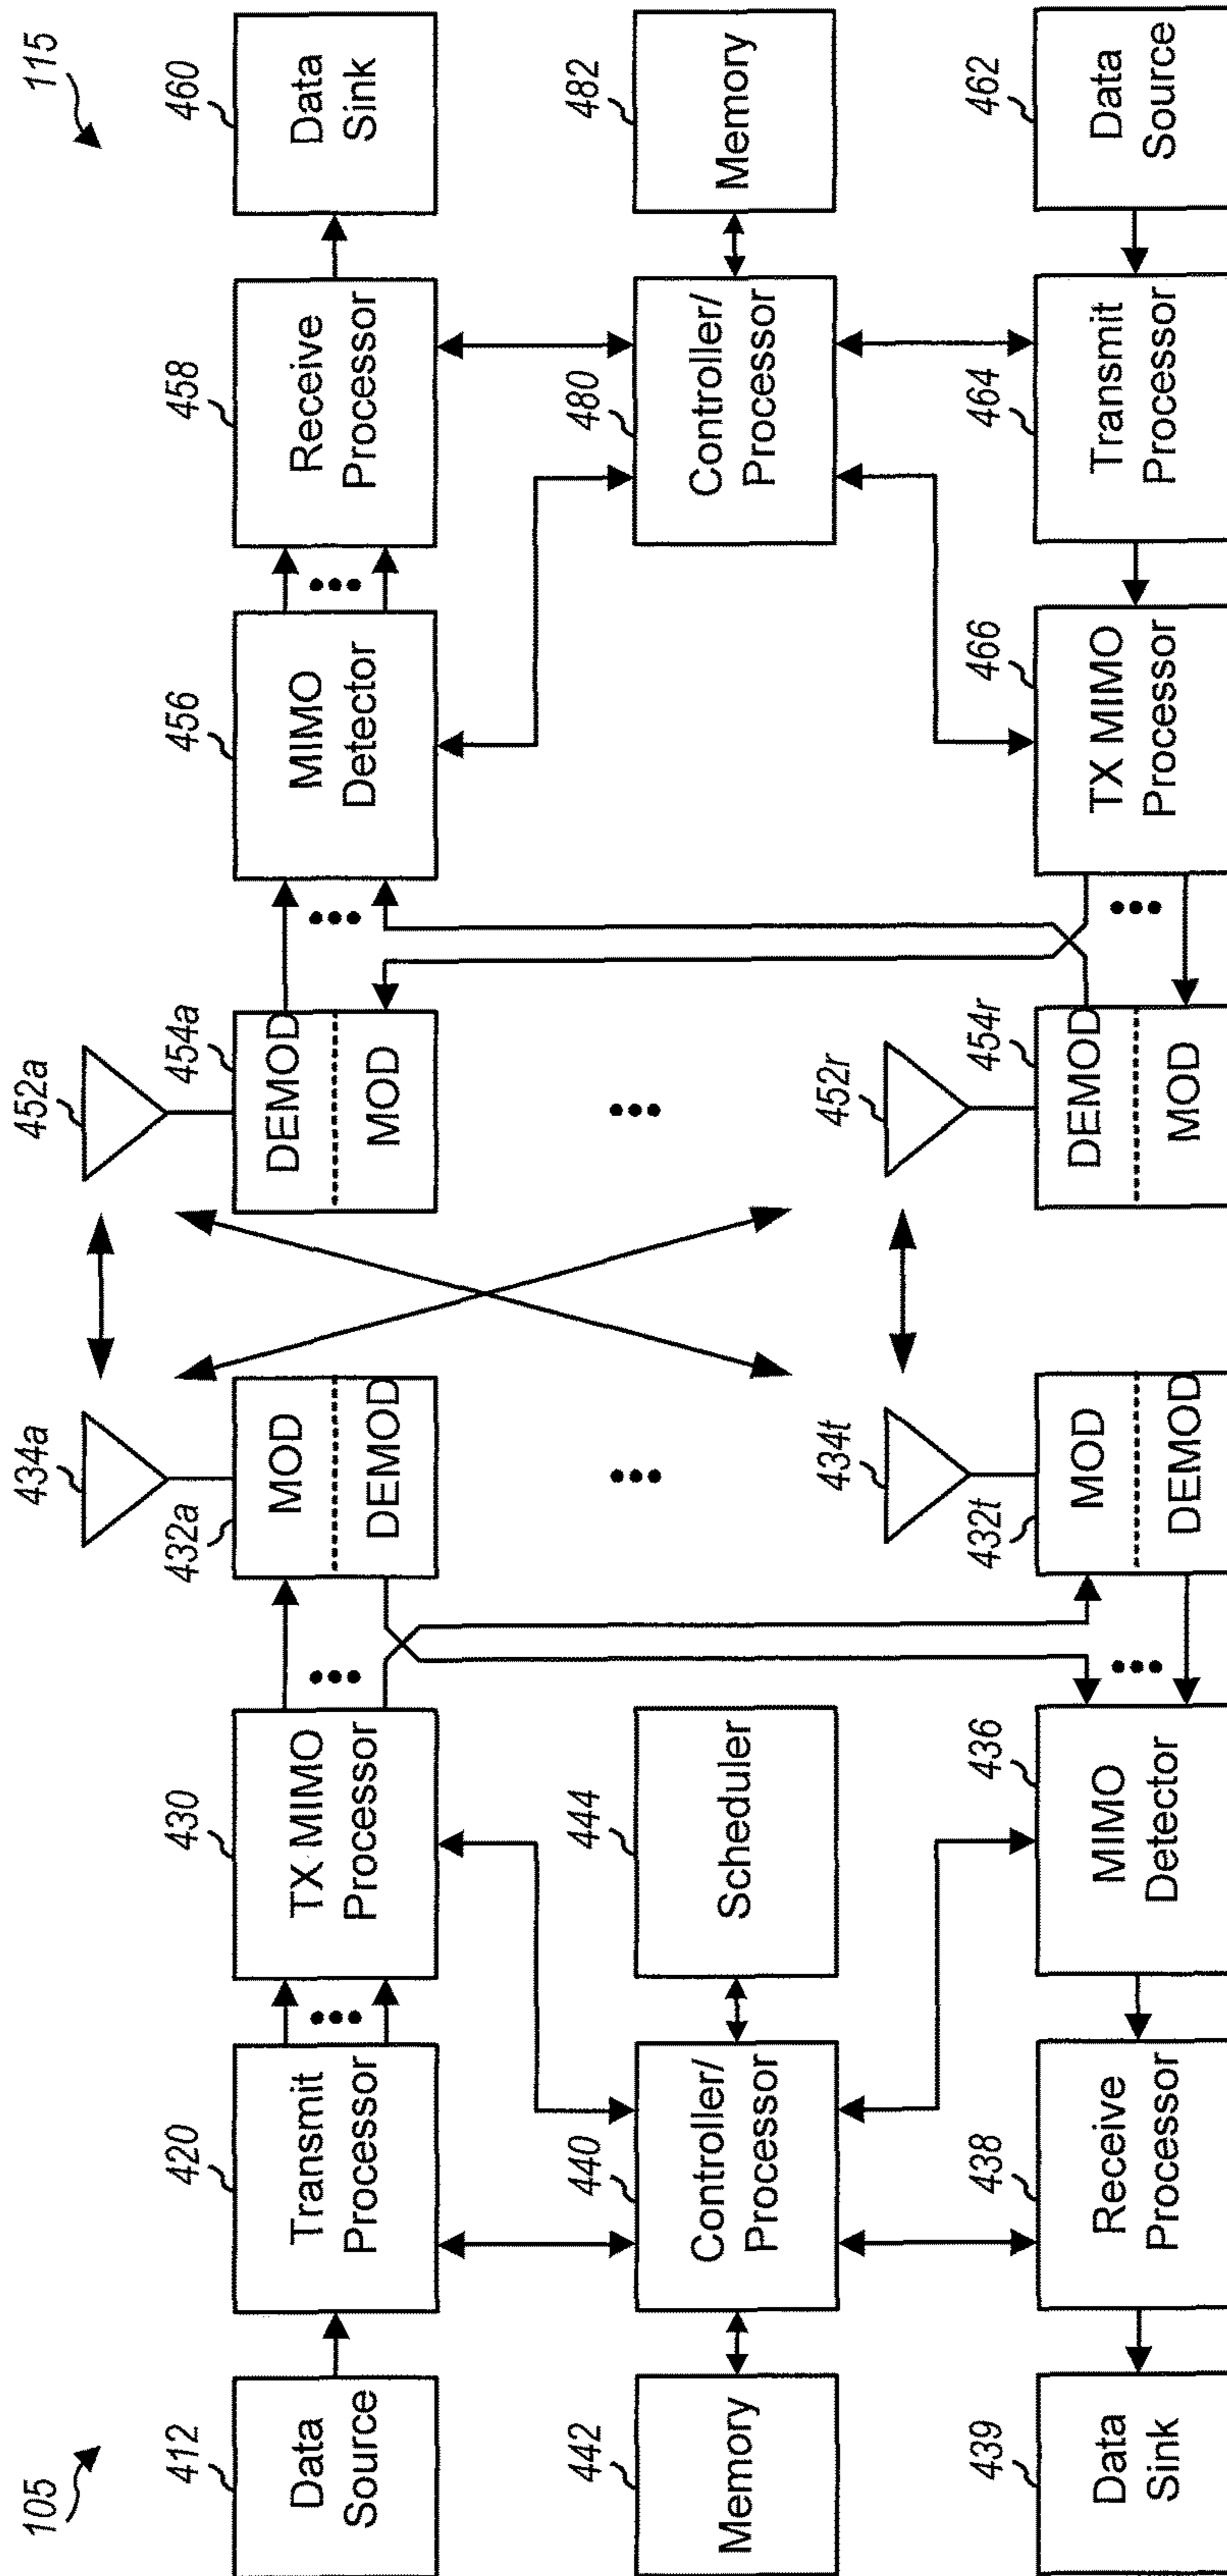 105
115
412
Data
Source
420
Transmit
Processor
430
TX MIMO
Processor
434a
432a
MOD
DEMOD
452a
454a
DEMOD
MOD
456
MIMO
Detector
458
Receive
Processor
460
Data
Sink
442
Memory
440
Controller/
Processor
444
Scheduler
480
Controller/
Processor
482
Memory
439
Data
Sink
438
Receive
Processor
436
MIMO
Detector
434t
432t
MOD
DEMOD
452r
454r
DEMOD
MOD
466
TX MIMO
Processor
464
Transmit
Processor
462
Data
Source